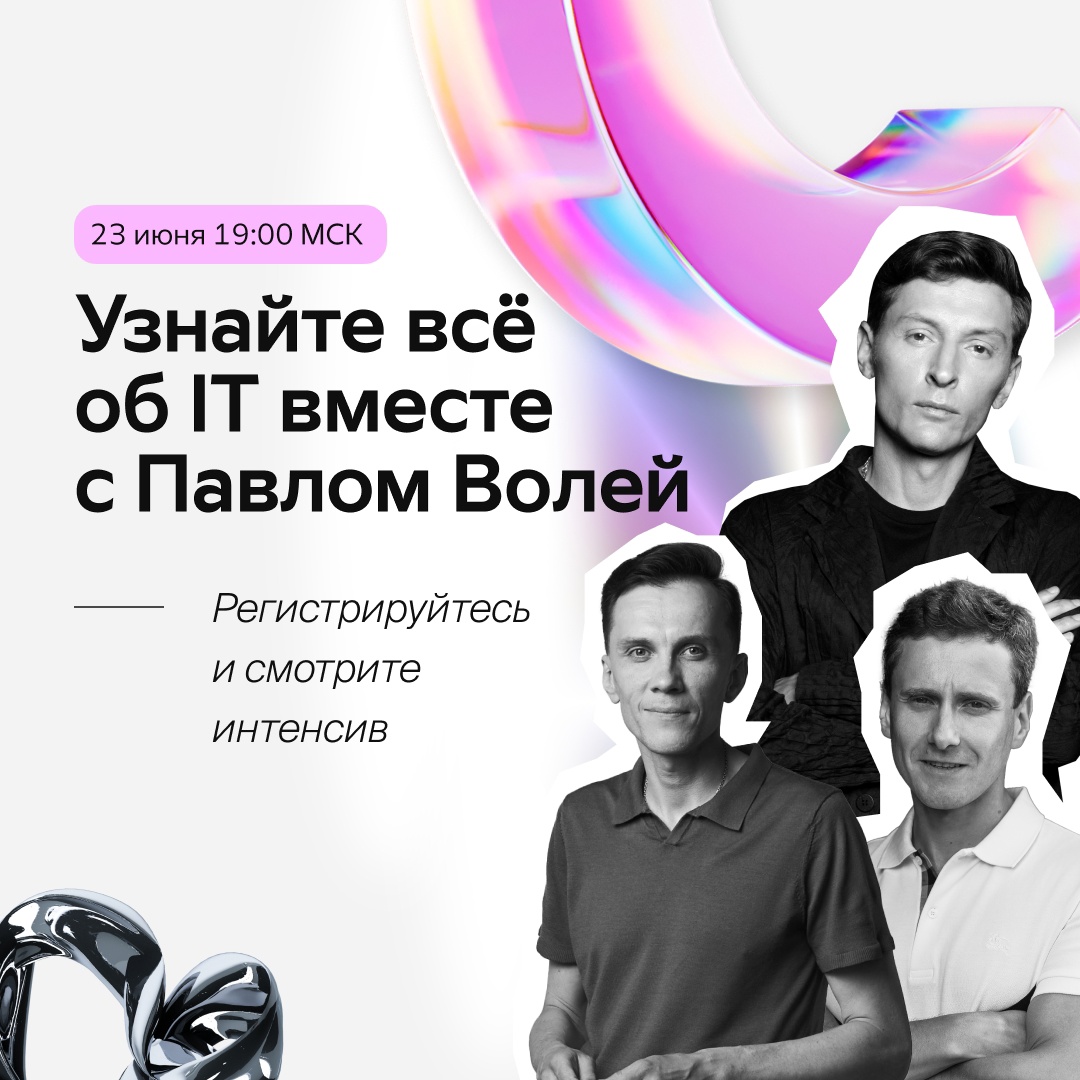 23 июня 19:00 МСК
Узнайте всё
об IT вместе
с Павлом Волей
Регистрируйтесь
и смотрите
интенсив